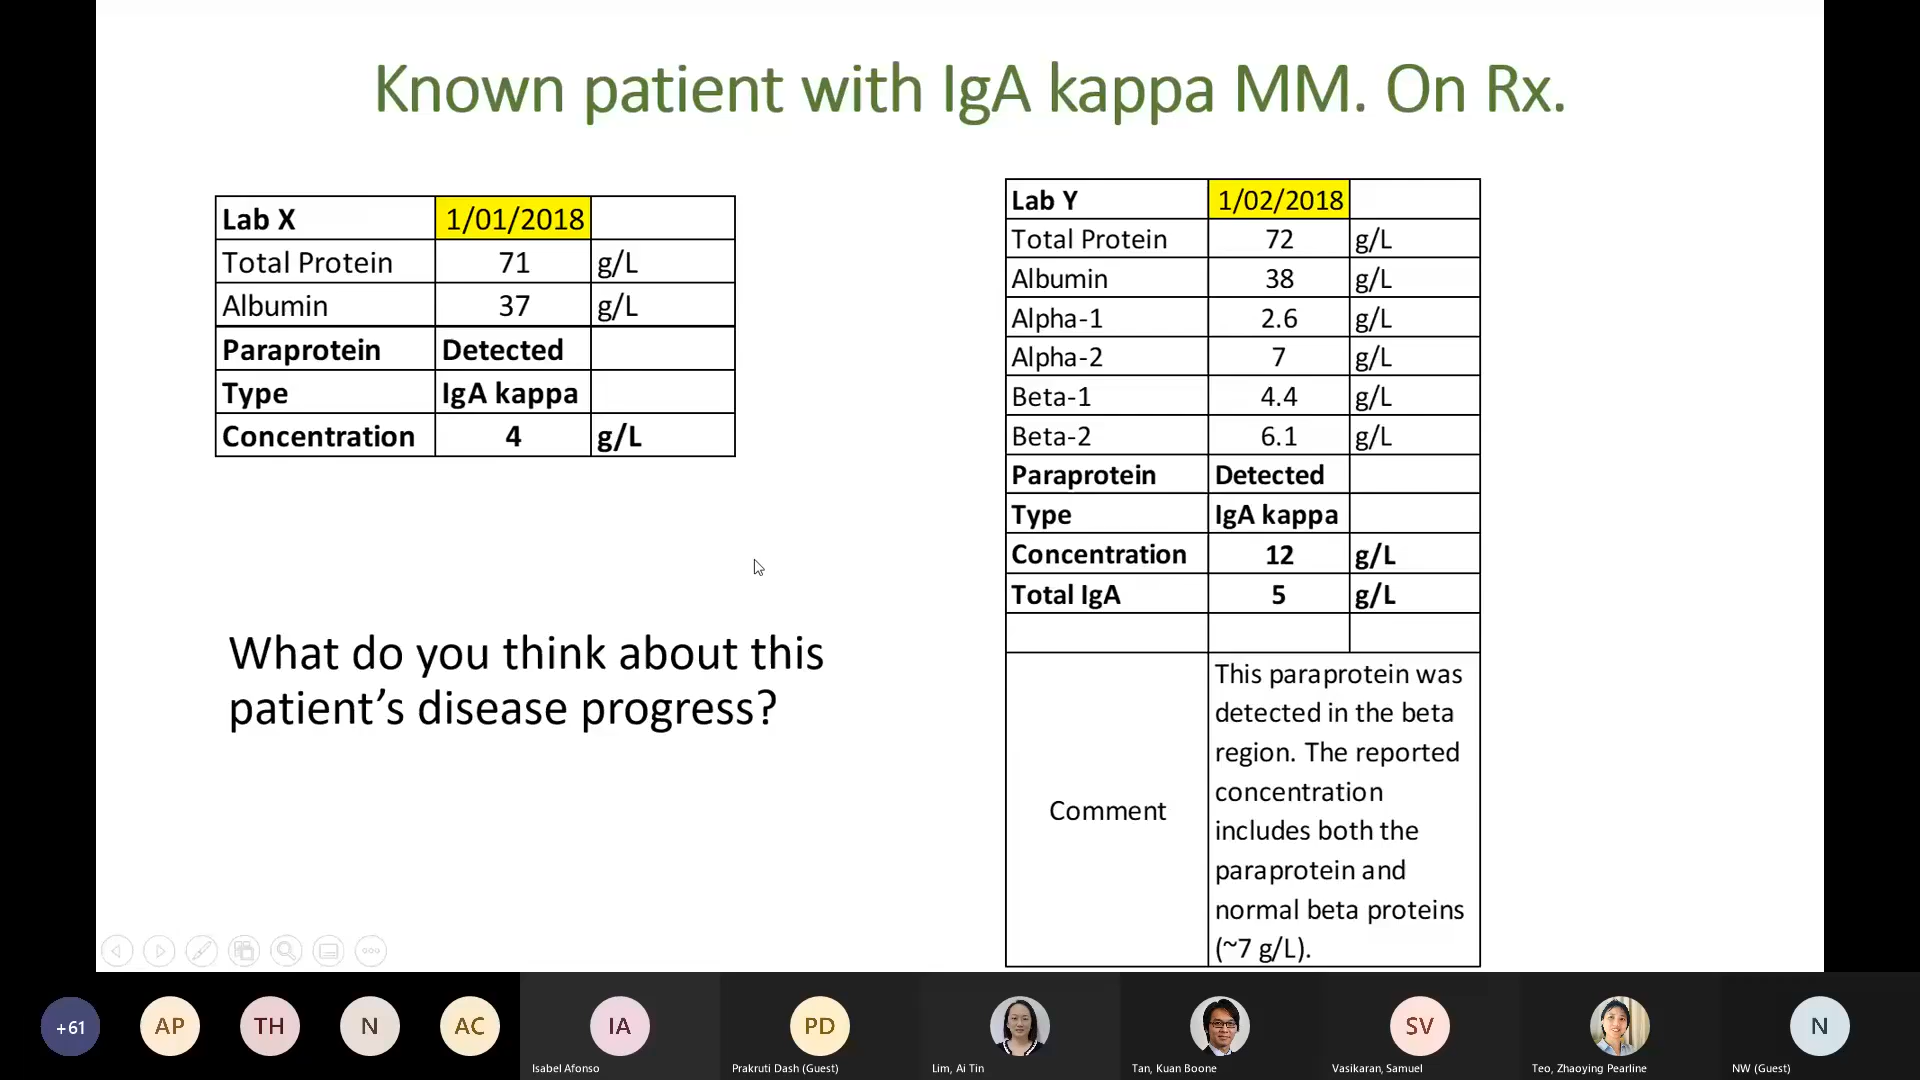 Known patient with IgA kappa MM. On Rx.
Lab X 1/01/2018
Total Protein 71 g/L
Albumin 37 g/L
Paraprotein Detected
Type IgA kappa
Concentration 4 g/L
What do you think about this
patient’s disease progress?
Lab Y 1/02/2018
Total Protein 72 g/L
Albumin 38 g/L
Alpha-1 2.6 g/L
Alpha-2 7 g/L
Beta-1 4.4 g/L
Beta-2 6.1 g/L
Paraprotein Detected
Type IgA kappa
Concentration 12 g/L
Total IgA 5 g/L
Comment
This paraprotein was
detected in the beta
region. The reported
concentration
includes both the
paraprotein and
normal beta proteins
(~7 g/L).
+61 AP TH N AC IA PD SV N
Isabel Afonso Prakruti Dash (Guest) Lim, Ai Tin Tan, Kuan Boone Vasikaran, Samuel Teo, Zhaoying Pearline NW (Guest)